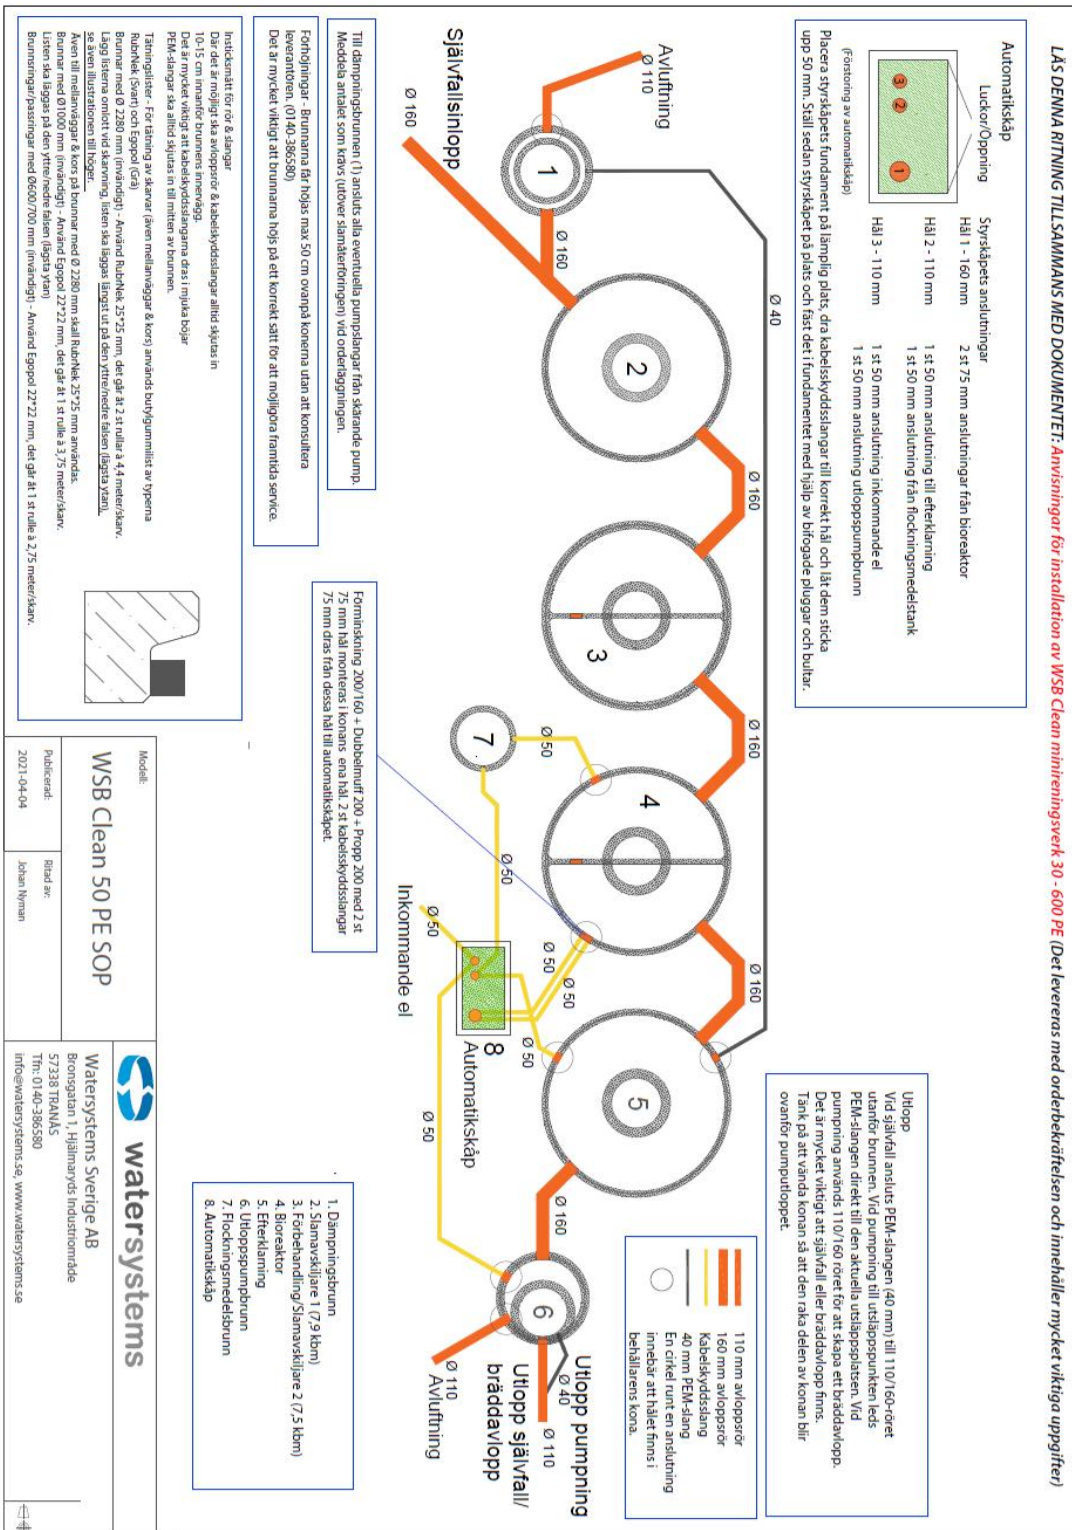 LÄS DENNA RITNING TILLSAMMANS MED DOKUMENTET: Anvisningar för installation av WSB Clean minireningsverk 30 - 600 PE (Det levereras med orderbekräftelsen och innehåller mycket viktiga uppgifter)
Automatikskåp
Luckor/Öppning
3
2
1
(Förstoring av automatikskåp)
Styrskåpets anslutningar
Hål 1 - 160 mm
2 st 75 mm anslutningar från bioreaktor
Hål 2 - 110 mm
1 st 50 mm anslutning till efterklarning
1 st 50 mm anslutning från flockningsmedelstank
Hål 3 - 110 mm
1 st 50 mm anslutning inkommande el
1 st 50 mm anslutning utloppspumpbrunn
Placera styrskåpets fundament på lämplig plats, dra kabelsskyddsslangar till korrekt hål och låt dem sticka
upp 50 mm. Ställ sedan styrskåpet på plats och fäst det i fundamentet med hjälp av bifogade pluggar och bultar.
Utlopp
Vid självfall ansluts PEM-slangen (40 mm) till 110/160-röret
utanför brunnen. Vid pumpning till utsläppspunkten leds
PEM-slangen direkt till den aktuella utsläppsplatsen. Vid
pumpning används 110/160 röret för att skapa ett bräddavlopp.
Det är mycket viktigt att självfall eller bräddavlopp finns.
Tänk på att vända konan så att den raka delen av konan blir
ovanför pumputloppet.
110 mm avloppsrör
160 mm avloppsrör
Kabelskyddsslang
40 mm PEM-slang
En cirkel runt en anslutning
innebär att hålet finns i
behållarens kona.
Avluftning
Ø 110
Självfallsinlopp
Ø 160
1
Ø 160
Ø 40
2
Ø 160
3
Ø 160
4
Ø 160
5
Ø 160
6
Utlopp pumpning
Ø 40
Ø 110
Utlopp självfall/
bräddavlopp
Ø 110
Avluftning
7
Ø 50
Ø 50
Ø 50
Inkommande el
Ø 50
Ø 50
Ø 50
8
Automatikskåp
Ø 50
Till dämpningsbrunnen (1) ansluts alla eventuella pumpslangar från skärande pump.
Meddela antalet som krävs (utöver slamåterföringen) vid orderläggningen.
Förhöjningar - Brunnarna får höjas max 50 cm ovanpå konerna utan att konsultera
leverantören. (0140-386580)
Det är mycket viktigt att brunnarna höjs på ett korrekt sätt för att möjliggöra framtida service.
Förminskning 200/160 + Dubbelmuff 200 + Propp 200 med 2 st
75 mm hål monteras i konans ena hål. 2 st kabelsskyddsslangar
75 mm dras från dessa hål till automatikskåpet.
1. Dämpningsbrunn
2. Slamavskiljare 1 (7,9 kbm)
3. Förbehandling/Slamavskiljare 2 (7,5 kbm)
4. Bioreaktor
5. Efterklarning
6. Utloppspumpbrunn
7. Flockningsmedelsbrunn
8. Automatikskåp
Insticksmått för rör & slangar
Där det är möjligt ska avloppsrör & kabelskyddsslangar alltid skjutas in
10-15 cm innanför brunnens innervägg.
Det är mycket viktigt att kabelskyddsslangarna dras i mjuka böjar
PEM-slangar ska alltid skjutas in till mitten av brunnen.
Tätningslister - För tätning av skarvar (även mellanväggar & kors) används butylgummilist av typerna
RubrNek (Svart) och Egopol (Grå)
Brunnar med Ø 2280 mm (invändigt) - Använd RubrNek 25*25 mm, det går åt 2 st rullar à 4,4 meter/skarv.
Lägg listerna omlott vid skarvning, listen ska läggas längst ut på den yttre/nedre falsen (lägsta ytan),
se även illustrationen till höger.
Även till mellanväggar & kors på brunnar med Ø 2280 mm skall RubrNek 25*25 mm användas.
Brunnar med Ø1000 mm (invändigt) - Använd Egopol 22*22 mm, det går åt 1 st rulle à 3,75 meter/skarv.
Listen ska läggas på den yttre/nedre falsen (lägsta ytan)
Brunnsringar/passringar med Ø600/700 mm (invändigt) - Använd Egopol 22*22 mm, det går åt 1 st rulle à 2,75 meter/skarv.
Modell:
WSB Clean 50 PE SOP
Publicerad:
2021-04-04
Ritad av:
Johan Nyman
watersystems
Watersystems Sverige AB
Bronsgatan 1, Hjälmaryds Industriområde
57338 TRANÅS
Tfn: 0140-386580
info@watersystems.se, www.watersystems.se